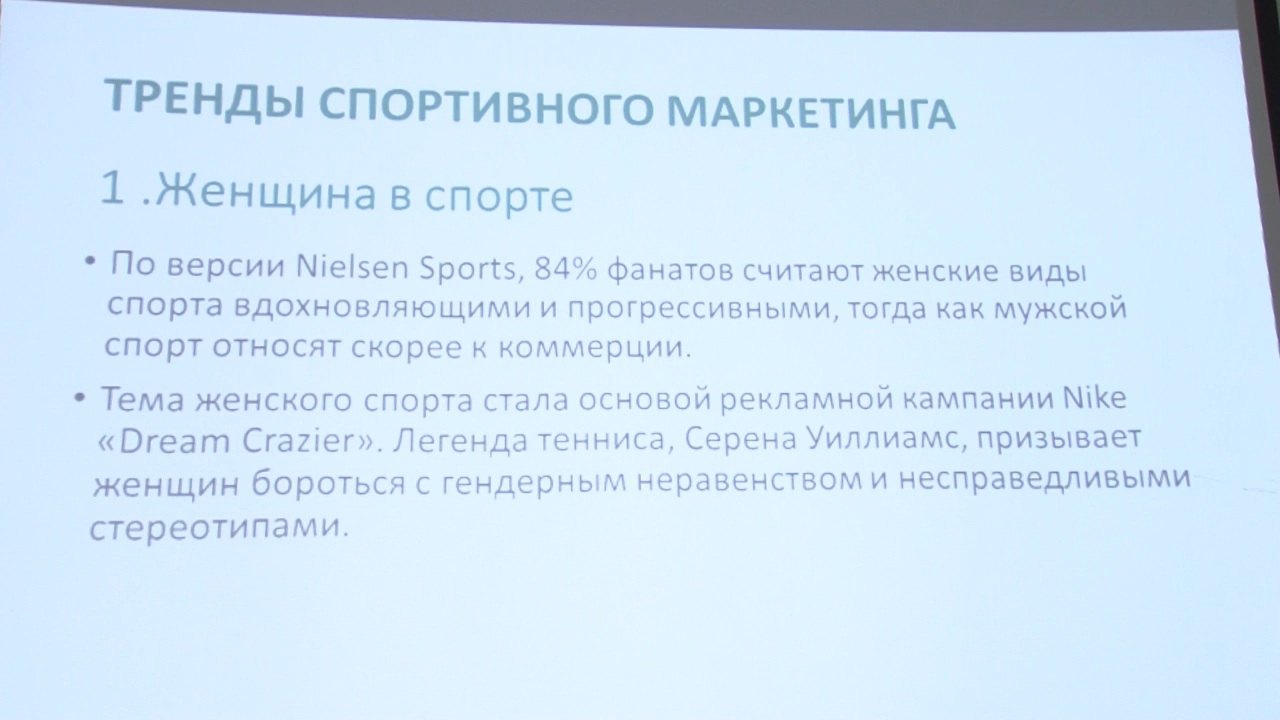 ТРЕНДЫ СПОРТИВНОГО МАРКЕТИНГА
1 .Женщина в спорте
• По версии Nielsen Sports, 84% фанатов считают женские виды
спорта вдохновляющими и прогрессивными, тогда как мужской
спорт относят скорее к коммерции.
• Тема женского спорта стала основой рекламной кампании Nike
«Dream Crazier». Легенда тенниса, Серена Уиллиамс, призывает
женщин бороться с гендерным неравенством и несправедливыми
стереотипами.